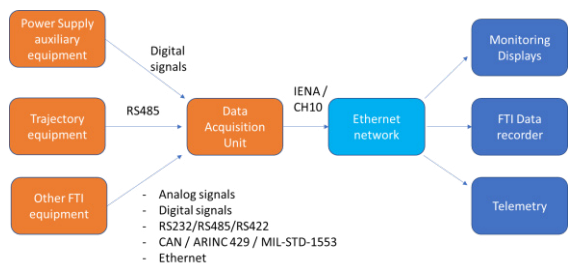 Power Supply
auxiliary
equipment
Digital
signals
Trajectory
equipment
RS485
Data
Acquisition
Unit
IENA /
CH10
Ethernet
network
Monitoring
Displays
FTI Data
recorder
Telemetry
Other FTI
equipment
- Analog signals
- Digital signals
- RS232/RS485/RS422
- CAN / ARINC 429 / MIL-STD-1553
- Ethernet